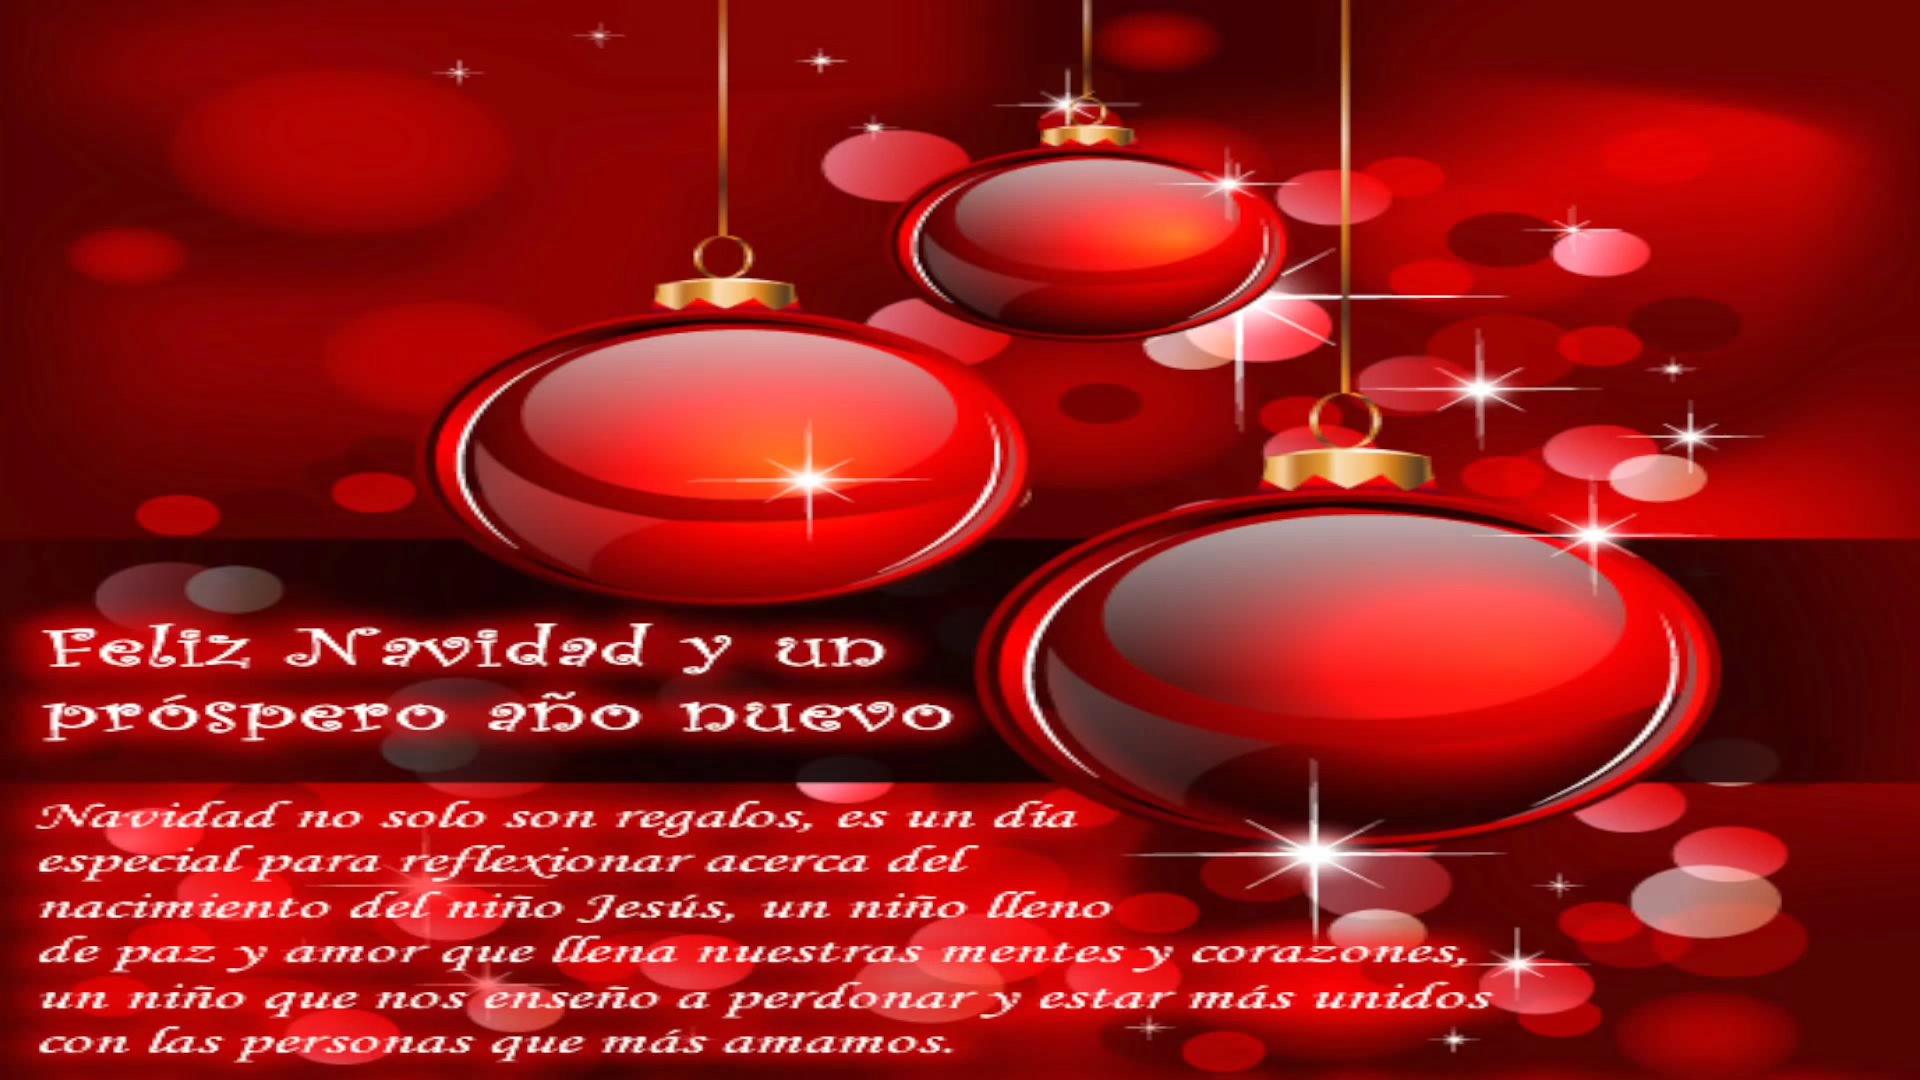 Feliz Navidad y un
próspero año nuevo
Navidad no solo son regalos, es un día
especial para reflexionar acerca del
nacimiento del niño Jesús, un niño lleno
de paz y amor que llena nuestras mentes y corazones,
un niño que nos enseño a perdonar y estar más unidos
con las personas que más amamos.